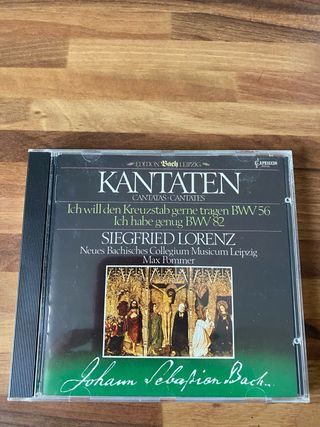 EDITION Bach LEIPZIG
CAPRICCIO
KANTATEN
CANTATAS · CANTATES
Ich will den Kreuzstab gerne tragen BWV 56
Ich habe genug BWV 82
SIEGFRIED LORENZ
Neues Bachisches Collegium Musicum Leipzig
Max Pommer
Johann Sebastian Bach